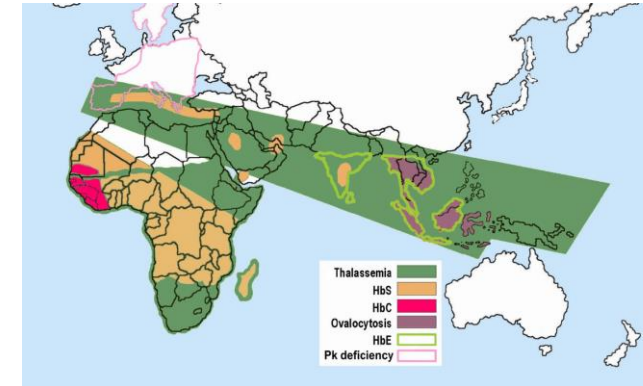 Thalassemia
HbS
HbC
Ovalocytosis
HbE
Pk deficiency